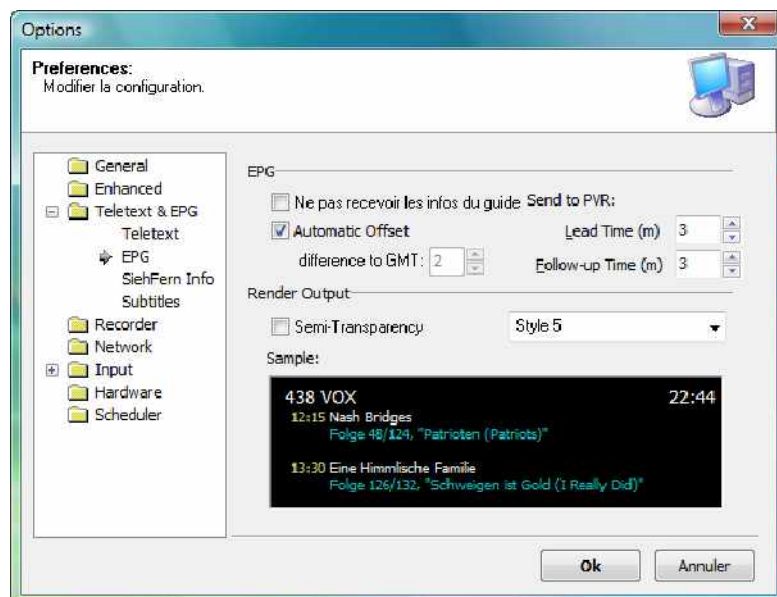 Options
Preferences:
Modifier la configuration.
General
Enhanced
Teletext & EPG
Teletext
EPG
SiehFern Info
Subtitles
Recorder
Network
Input
Hardware
Scheduler
EPG
Ne pas recevoir les infos du guide Send to PVR:
Automatic Offset Lead Time (m) 3
difference to GMT: 2 Follow-up Time (m) 3
Render Output
Semi-Transparency Style 5
Sample:
438 VOX 22:44
12:15 Nash Bridges
Folge 48/124, "Patrioten (Patriots)"
13:30 Eine Himmlische Familie
Folge 126/132, "Schweigen ist Gold (I Really Did)"
Ok Annuler